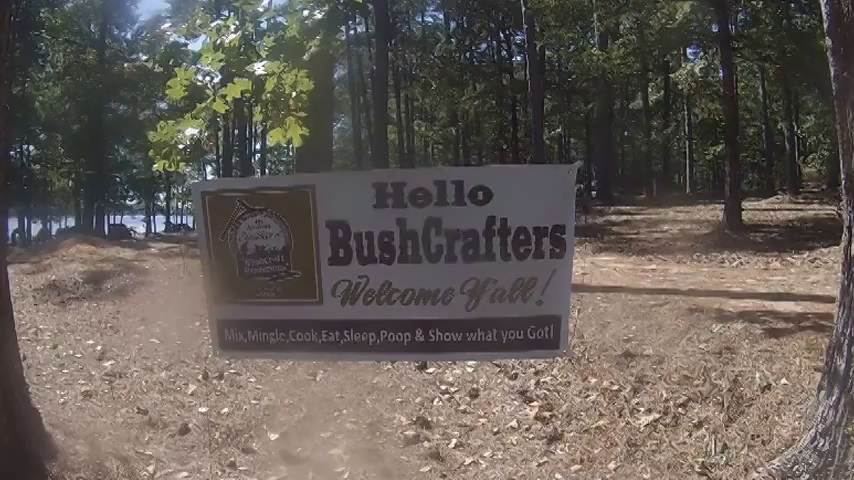 Hello
BushCrafters
Welcome Y'all!
Mix,Mingle,Cook,Eat,Sleep,Poop & Show what you Got!